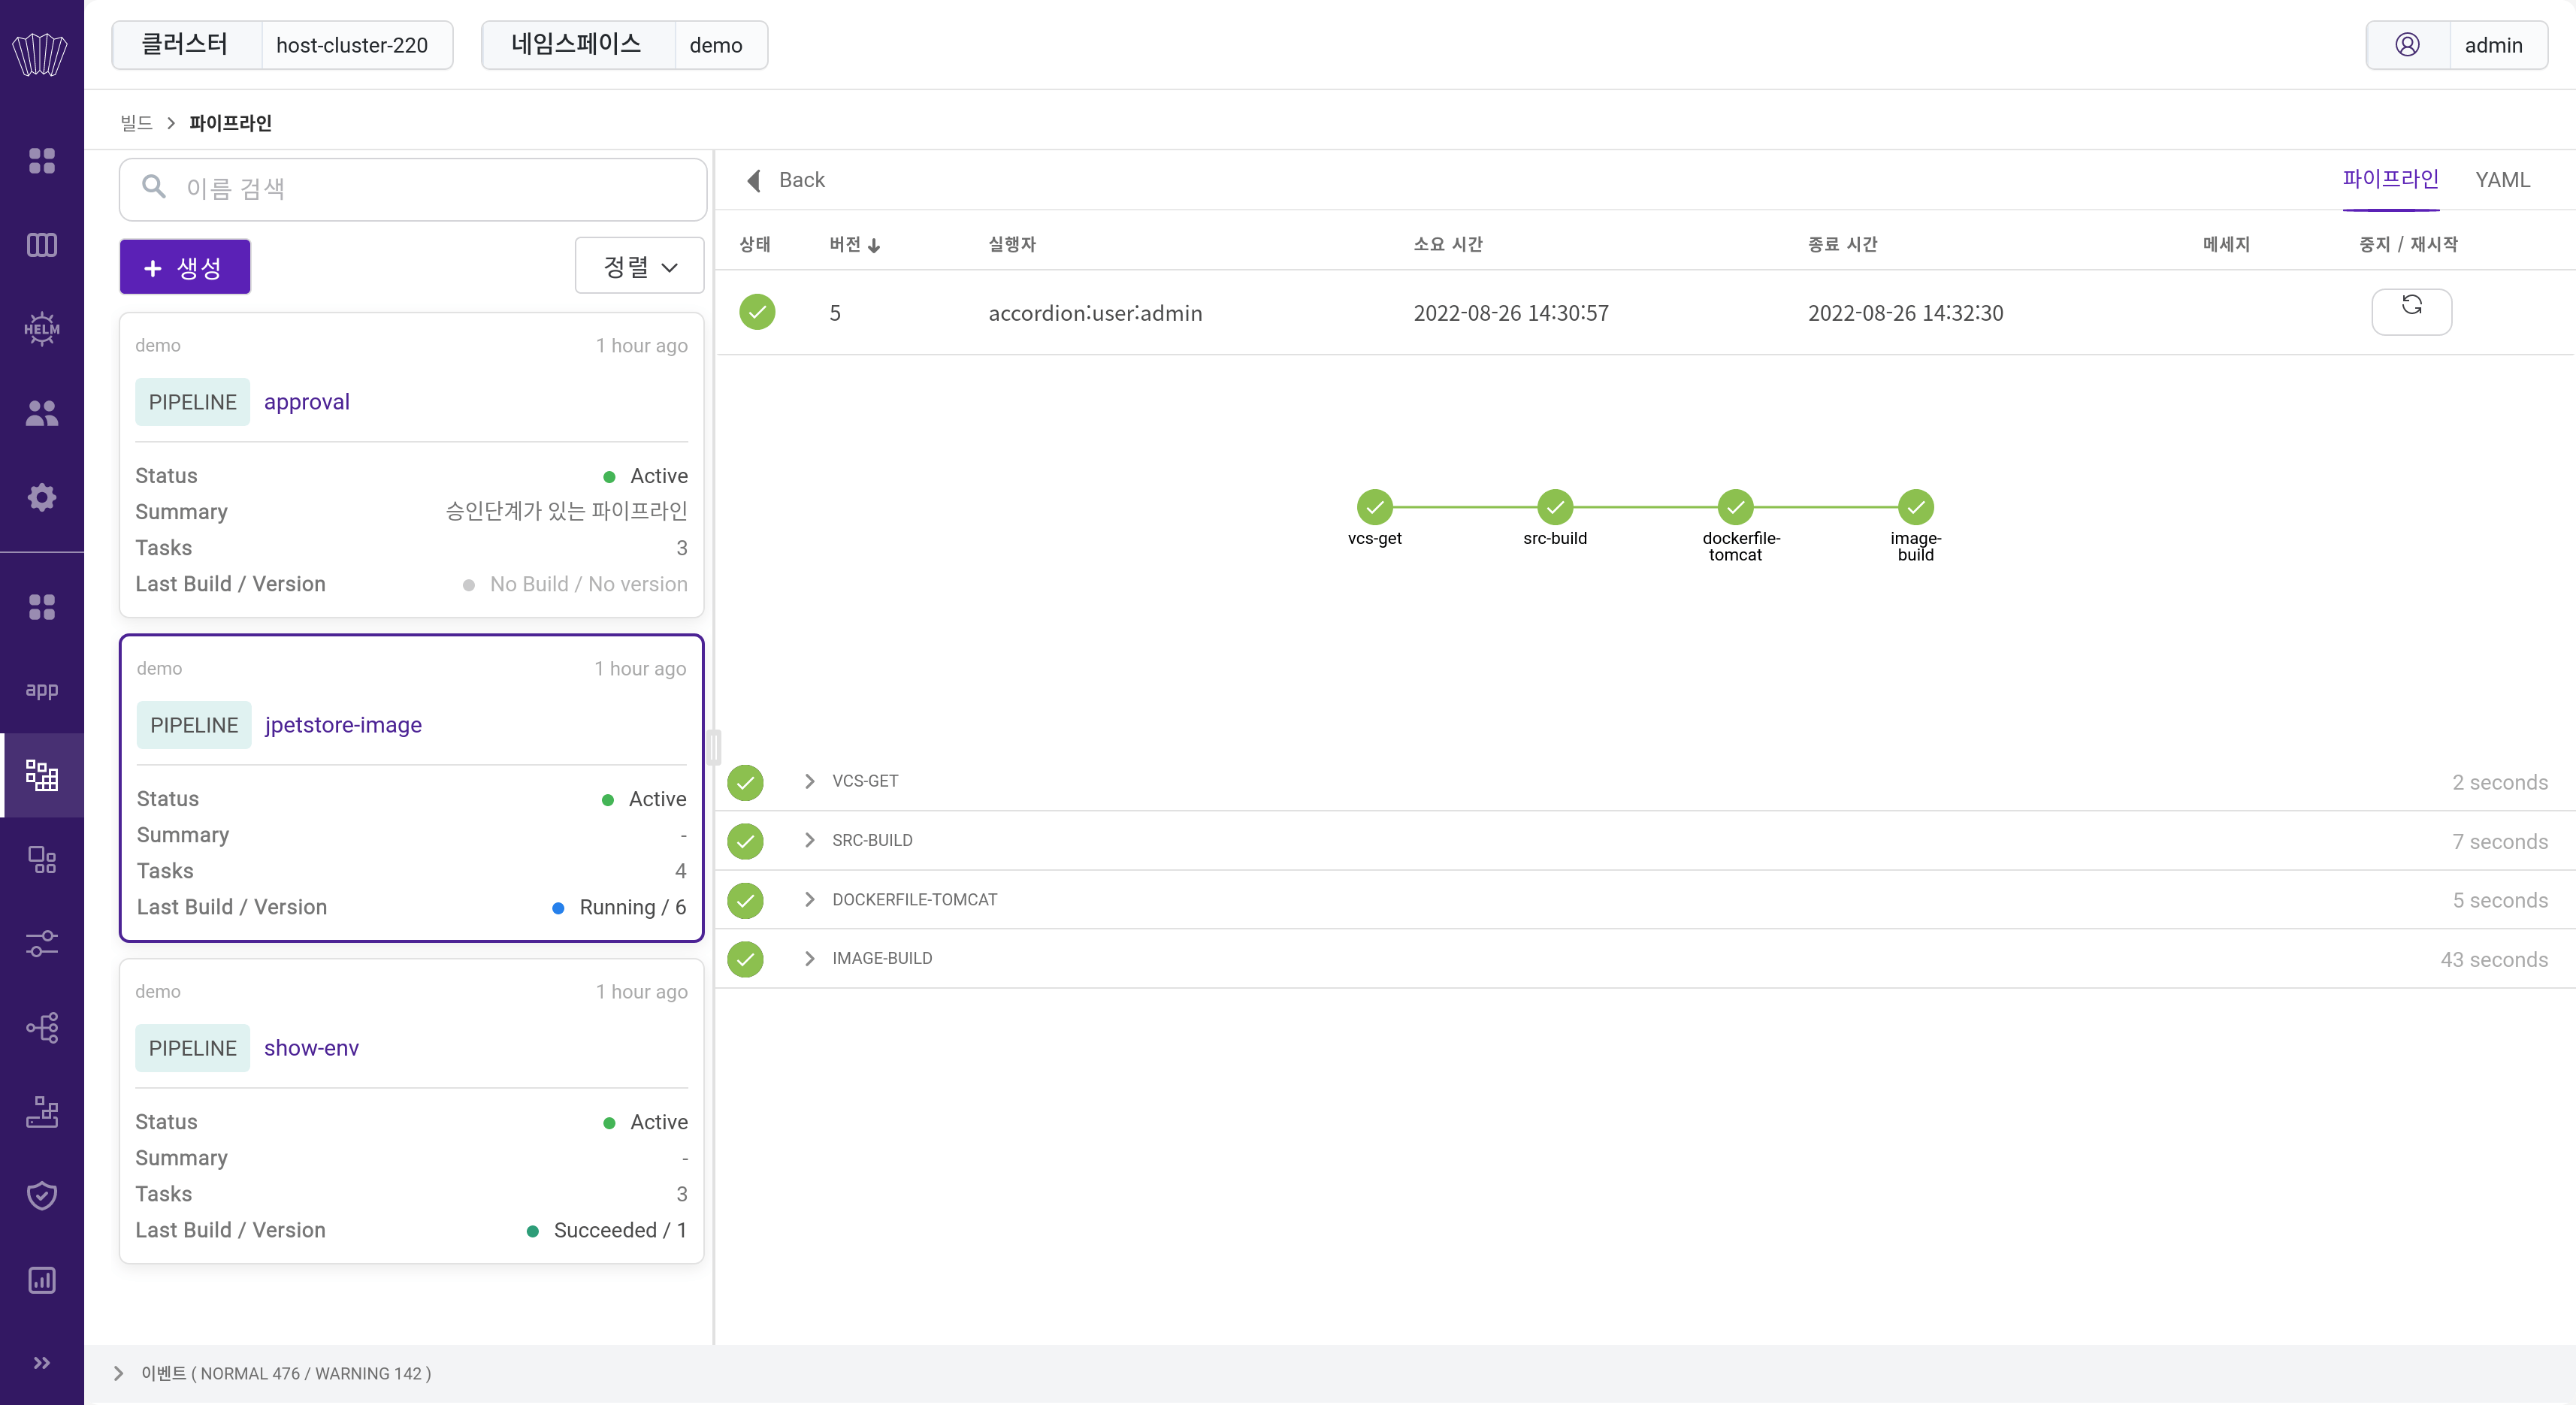 클러스터 host-cluster-220 네임스페이스 demo admin
빌드 > 파이프라인
이름 검색
+ 생성 정렬
demo 1 hour ago
PIPELINE approval
Status Active
Summary 승인단계가 있는 파이프라인
Tasks 3
Last Build / Version No Build / No version
demo 1 hour ago
PIPELINE jpetstore-image
Status Active
Summary -
Tasks 4
Last Build / Version Running / 6
demo 1 hour ago
PIPELINE show-env
Status Active
Summary -
Tasks 3
Last Build / Version Succeeded / 1
HELM
app
Back 파이프라인 YAML
상태 버전 실행자 소요 시간 종료 시간 메세지 중지 / 재시작
5 accordion:user:admin 2022-08-26 14:30:57 2022-08-26 14:32:30
vcs-get src-build dockerfile- image-
tomcat build
VCS-GET 2 seconds
SRC-BUILD 7 seconds
DOCKERFILE-TOMCAT 5 seconds
IMAGE-BUILD 43 seconds
이벤트 ( NORMAL 476 / WARNING 142 )